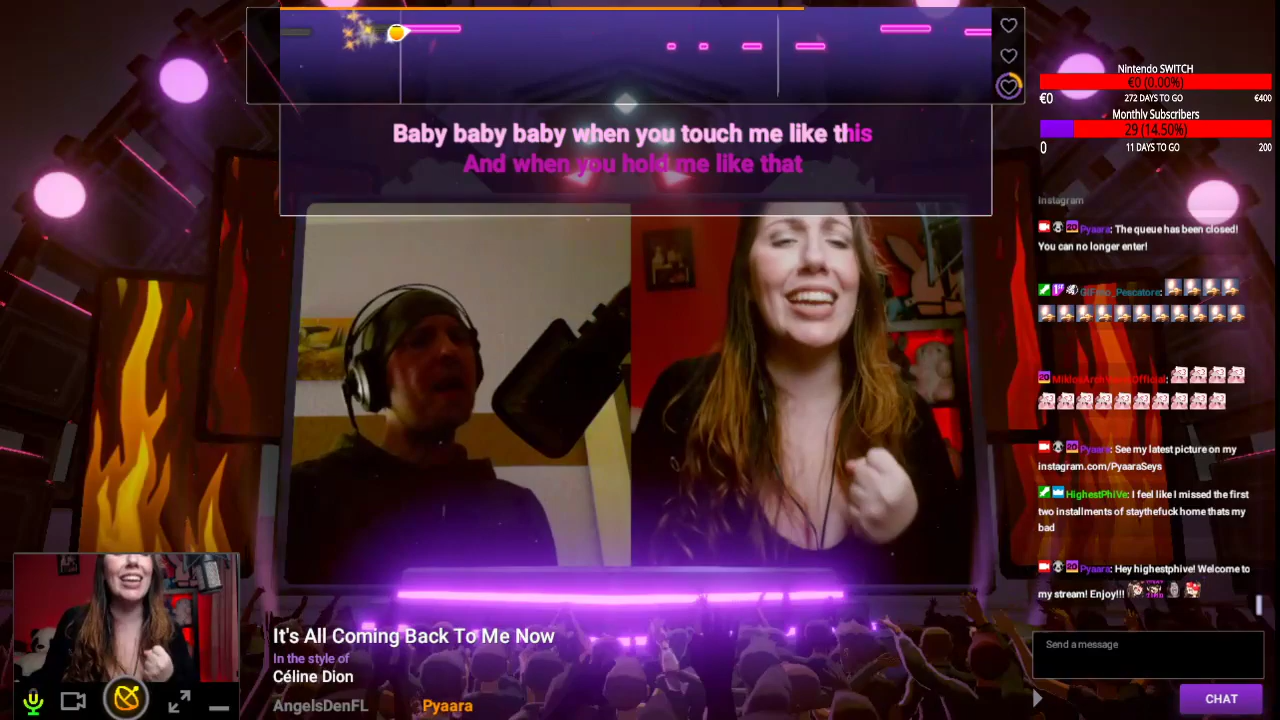 Baby baby baby when you touch me like this
And when you hold me like that
Nintendo SWITCH
€0 (0.00%)
€0 272 DAYS TO GO €400
Monthly Subscribers
29 (14.50%)
0 11 DAYS TO GO 200
Instagram
20 Pyaara: The queue has been closed!
You can no longer enter!
20 Pyaara: See my latest picture on my
instagram.com/PyaaraSeys
HighestPhiVe: I feel like I missed the first
two installments of staythefuck home thats my
bad
20 Pyaara: Hey highestphive! Welcome to
my stream! Enjoy!!!
Send a message
CHAT
It's All Coming Back To Me Now
In the style of
Céline Dion
AngelsDenFL Pyaara